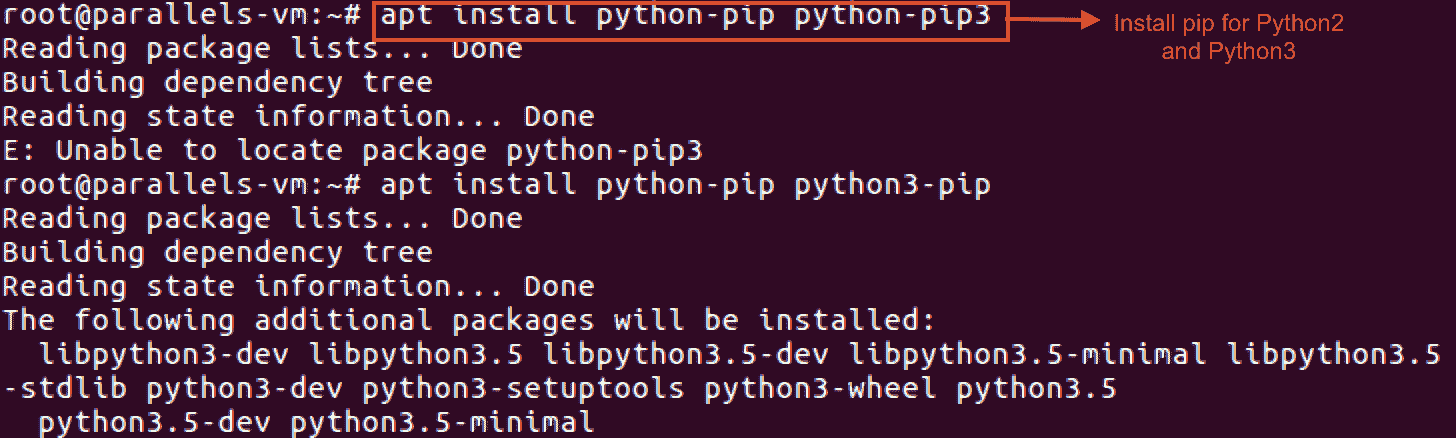 root@parallels-vm:~# apt install python-pip python-pip3
Install pip for Python2
and Python3
Reading package lists... Done
Building dependency tree
Reading state information... Done
E: Unable to locate package python-pip3
root@parallels-vm:~# apt install python-pip python3-pip
Reading package lists... Done
Building dependency tree
Reading state information... Done
The following additional packages will be installed:
  libpython3-dev libpython3.5 libpython3.5-dev libpython3.5-minimal libpython3.5
-stdlib python3-dev python3-setuptools python3-wheel python3.5
  python3.5-dev python3.5-minimal